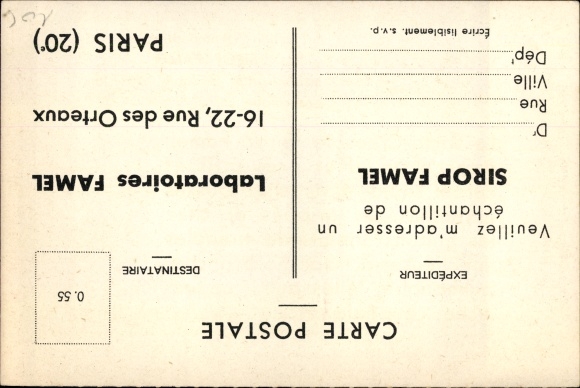 CARTE POSTALE
EXPÉDITEUR
Veuillez m'adresser un
échantillon de
SIROP FAMEL
Dr
Rue
Ville
Dépt
Écrire lisiblement s.v.p.
DESTINATAIRE
0.55
Laboratoires FAMEL
16-22, Rue des Orteaux
PARIS (20e)